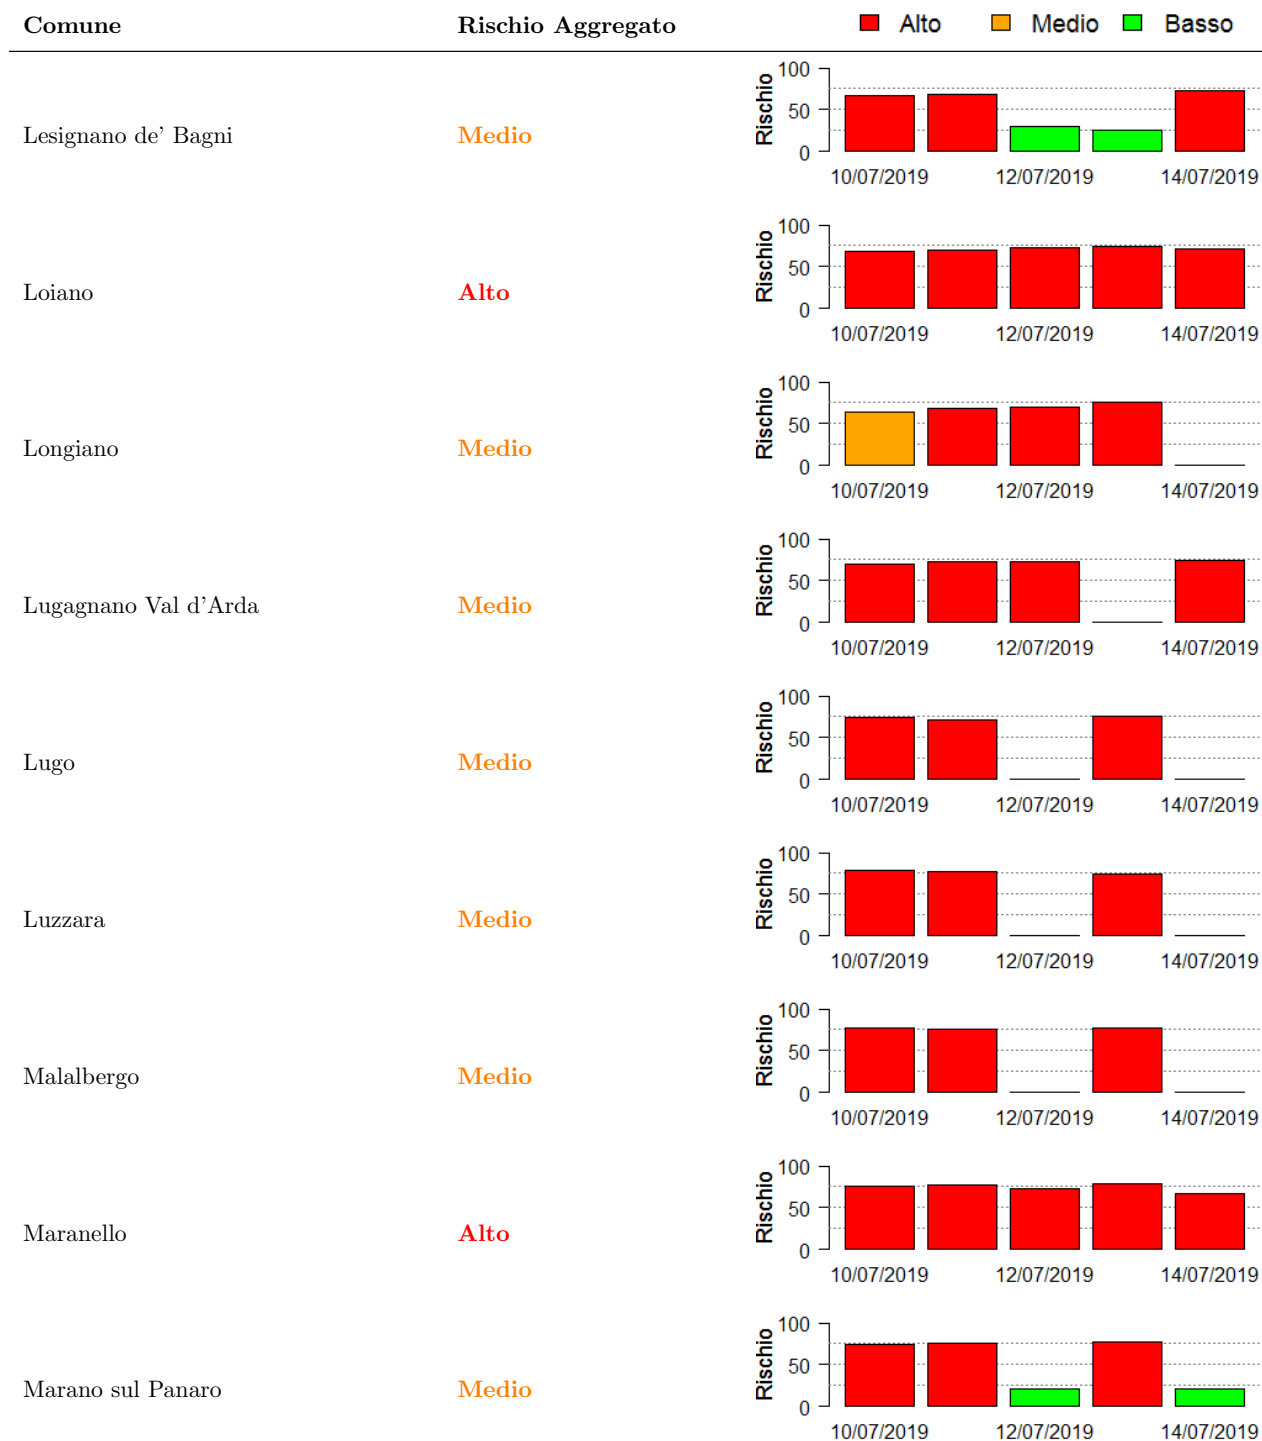 Comune Rischio Aggregato Alto Medio Basso
Lesignano de' Bagni Medio Rischio 100 50 0
10/07/2019 12/07/2019 14/07/2019
Loiano Alto Rischio 100 50 0
10/07/2019 12/07/2019 14/07/2019
Longiano Medio Rischio 100 50 0
10/07/2019 12/07/2019 14/07/2019
Lugagnano Val d'Arda Medio Rischio 100 50 0
10/07/2019 12/07/2019 14/07/2019
Lugo Medio Rischio 100 50 0
10/07/2019 12/07/2019 14/07/2019
Luzzara Medio Rischio 100 50 0
10/07/2019 12/07/2019 14/07/2019
Malalbergo Medio Rischio 100 50 0
10/07/2019 12/07/2019 14/07/2019
Maranello Alto Rischio 100 50 0
10/07/2019 12/07/2019 14/07/2019
Marano sul Panaro Medio Rischio 100 50 0
10/07/2019 12/07/2019 14/07/2019